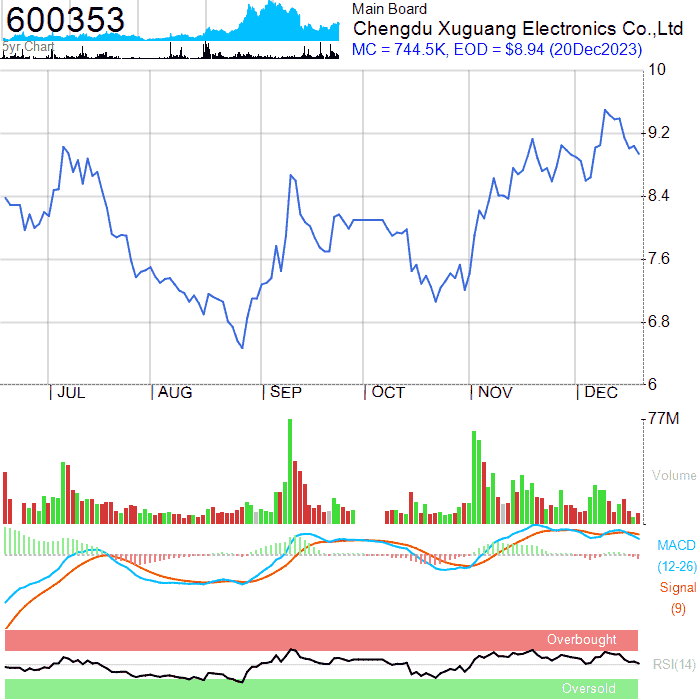 600353
5yr Chart
Main Board
Chengdu Xuguang Electronics Co.,Ltd
MC = 744.5K, EOD = $8.94 (20Dec2023)
10
9.2
8.4
7.6
6.8
6
JUL
AUG
SEP
OCT
NOV
DEC
77M
Volume
MACD
(12-26)
Signal
(9)
Overbought
RSI(14)
Oversold